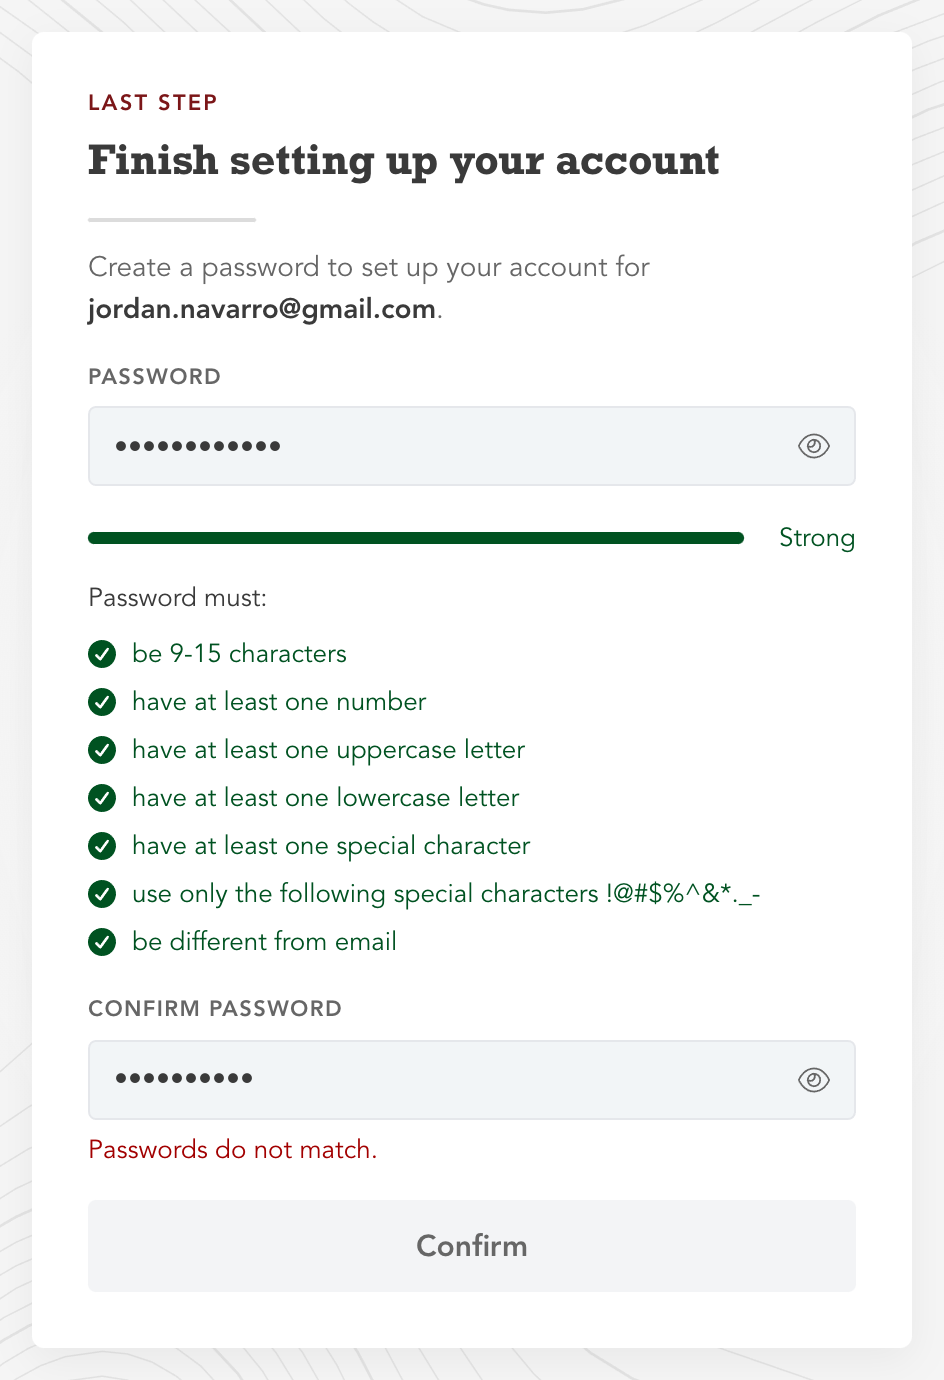 LAST STEP
Finish setting up your account
Create a password to set up your account for
jordan.navarro@gmail.com.
PASSWORD
••••••••••••
Strong
Password must:
be 9-15 characters
have at least one number
have at least one uppercase letter
have at least one lowercase letter
have at least one special character
use only the following special characters !@#$%^&*._-
be different from email
CONFIRM PASSWORD
••••••••••
Passwords do not match.
Confirm